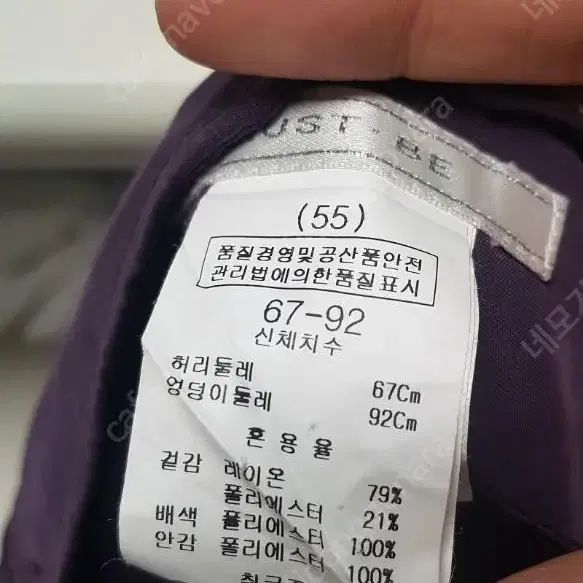 UST. BE
(55)
품질경영및공산품안전
관리법에의한품질표시
67-92
신체치수
허리둘레 67Cm
엉덩이둘레 92Cm
혼용율
겉감 레이온 79%
폴리에스터 21%
배색 폴리에스터 100%
안감 폴리에스터 100%